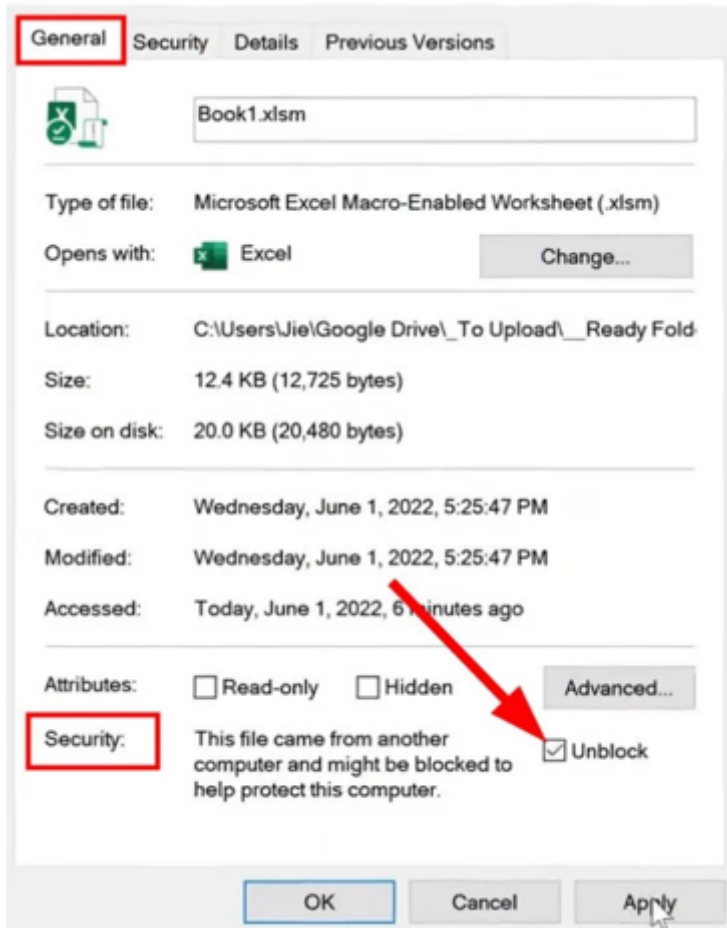 General Security Details Previous Versions
Book1.xlsm
Type of file: Microsoft Excel Macro-Enabled Worksheet (.xlsm)
Opens with: Excel Change...
Location: C:\Users\Jie\Google Drive\_To Upload\__Ready Fold
Size: 12.4 KB (12,725 bytes)
Size on disk: 20.0 KB (20,480 bytes)
Created: Wednesday, June 1, 2022, 5:25:47 PM
Modified: Wednesday, June 1, 2022, 5:25:47 PM
Accessed: Today, June 1, 2022, 6 minutes ago
Attributes: Read-only Hidden Advanced...
Security: This file came from another
computer and might be blocked to
help protect this computer.
Unblock
OK Cancel Apply